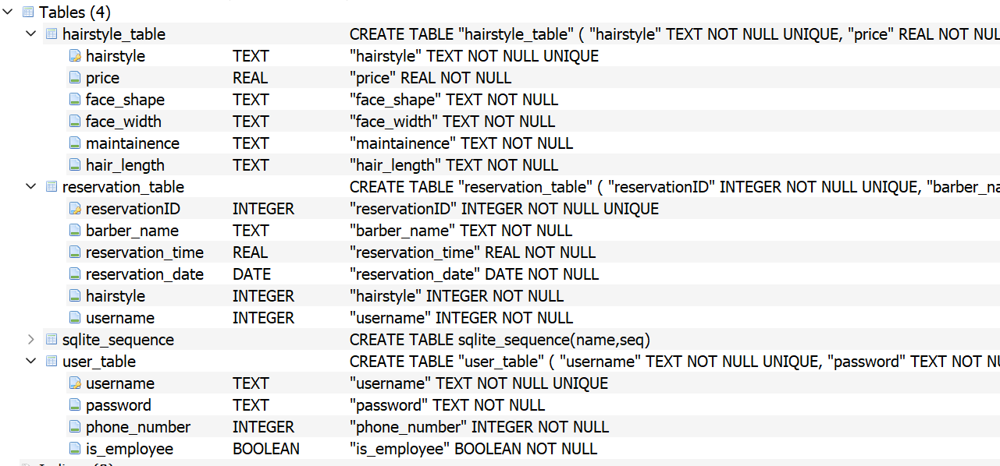 Tables (4)
hairstyle_table CREATE TABLE "hairstyle_table" ( "hairstyle" TEXT NOT NULL UNIQUE, "price" REAL NOT NUL
hairstyle TEXT "hairstyle" TEXT NOT NULL UNIQUE
price REAL "price" REAL NOT NULL
face_shape TEXT "face_shape" TEXT NOT NULL
face_width TEXT "face_width" TEXT NOT NULL
maintainence TEXT "maintainence" TEXT NOT NULL
hair_length TEXT "hair_length" TEXT NOT NULL
reservation_table CREATE TABLE "reservation_table" ( "reservationID" INTEGER NOT NULL UNIQUE, "barber_na
reservationID INTEGER "reservationID" INTEGER NOT NULL UNIQUE
barber_name TEXT "barber_name" TEXT NOT NULL
reservation_time REAL "reservation_time" REAL NOT NULL
reservation_date DATE "reservation_date" DATE NOT NULL
hairstyle INTEGER "hairstyle" INTEGER NOT NULL
username INTEGER "username" INTEGER NOT NULL
sqlite_sequence CREATE TABLE sqlite_sequence(name,seq)
user_table CREATE TABLE "user_table" ( "username" TEXT NOT NULL UNIQUE, "password" TEXT NOT NU
username TEXT "username" TEXT NOT NULL UNIQUE
password TEXT "password" TEXT NOT NULL
phone_number INTEGER "phone_number" INTEGER NOT NULL
is_employee BOOLEAN "is_employee" BOOLEAN NOT NULL